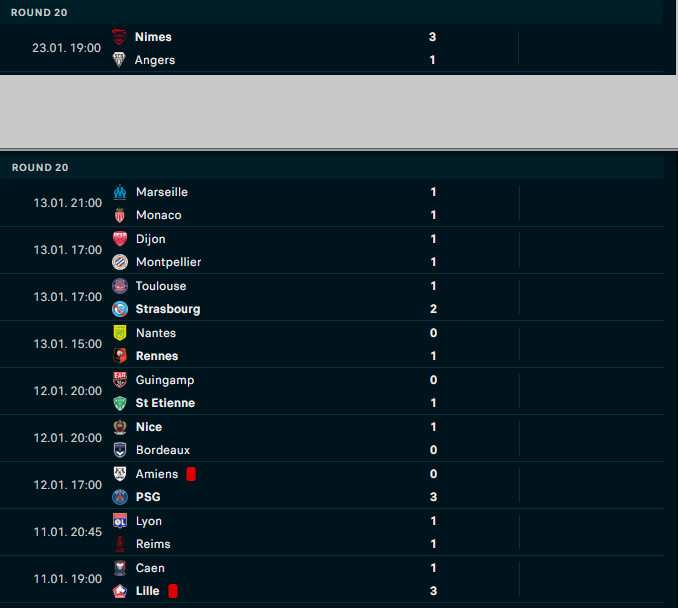 ROUND 20
23.01. 19:00
Nimes 3
Angers 1
ROUND 20
13.01. 21:00
Marseille 1
Monaco 1
13.01. 17:00
Dijon 1
Montpellier 1
13.01. 17:00
Toulouse 1
Strasbourg 2
13.01. 15:00
Nantes 0
Rennes 1
12.01. 20:00
Guingamp 0
St Etienne 1
12.01. 20:00
Nice 1
Bordeaux 0
12.01. 17:00
Amiens 0
PSG 3
11.01. 20:45
Lyon 1
Reims 1
11.01. 19:00
Caen 1
Lille 3